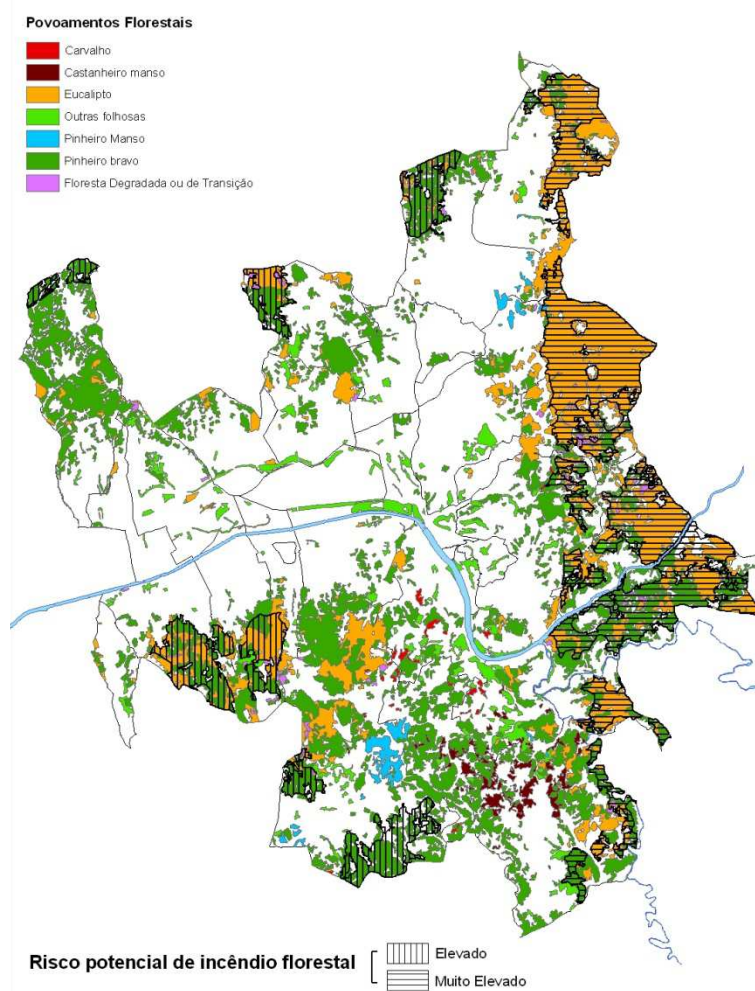 Povoamentos Florestais
Carvalho
Castanheiro manso
Eucalipto
Outras folhosas
Pinheiro Manso
Pinheiro bravo
Floresta Degradada ou de Transição
Risco potencial de incêndio florestal
Elevado
Muito Elevado